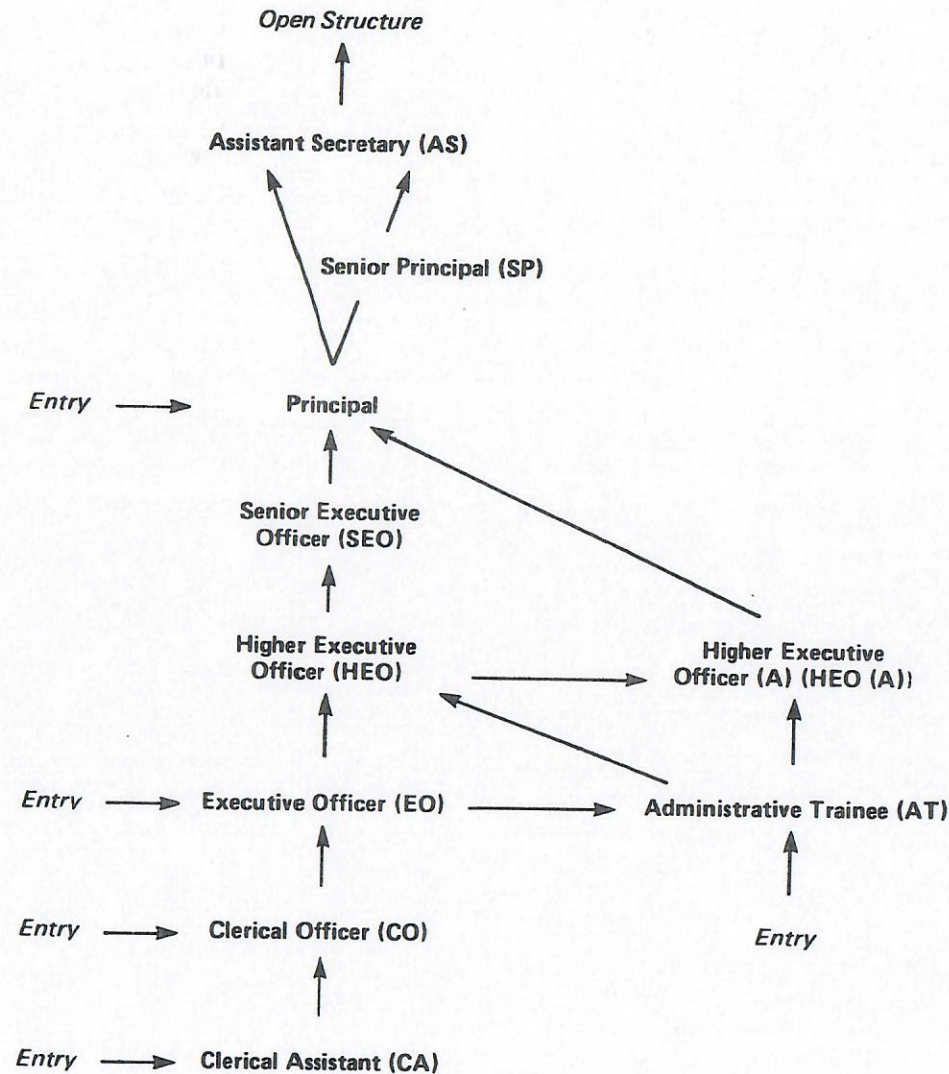 Open Structure
Assistant Secretary (AS)
Senior Principal (SP)
Entry
Principal
Senior Executive
Officer (SEO)
Higher Executive
Officer (HEO)
Higher Executive
Officer (A) (HEO (A))
Entry
Executive Officer (EO)
Administrative Trainee (AT)
Entry
Clerical Officer (CO)
Entry
Entry
Clerical Assistant (CA)